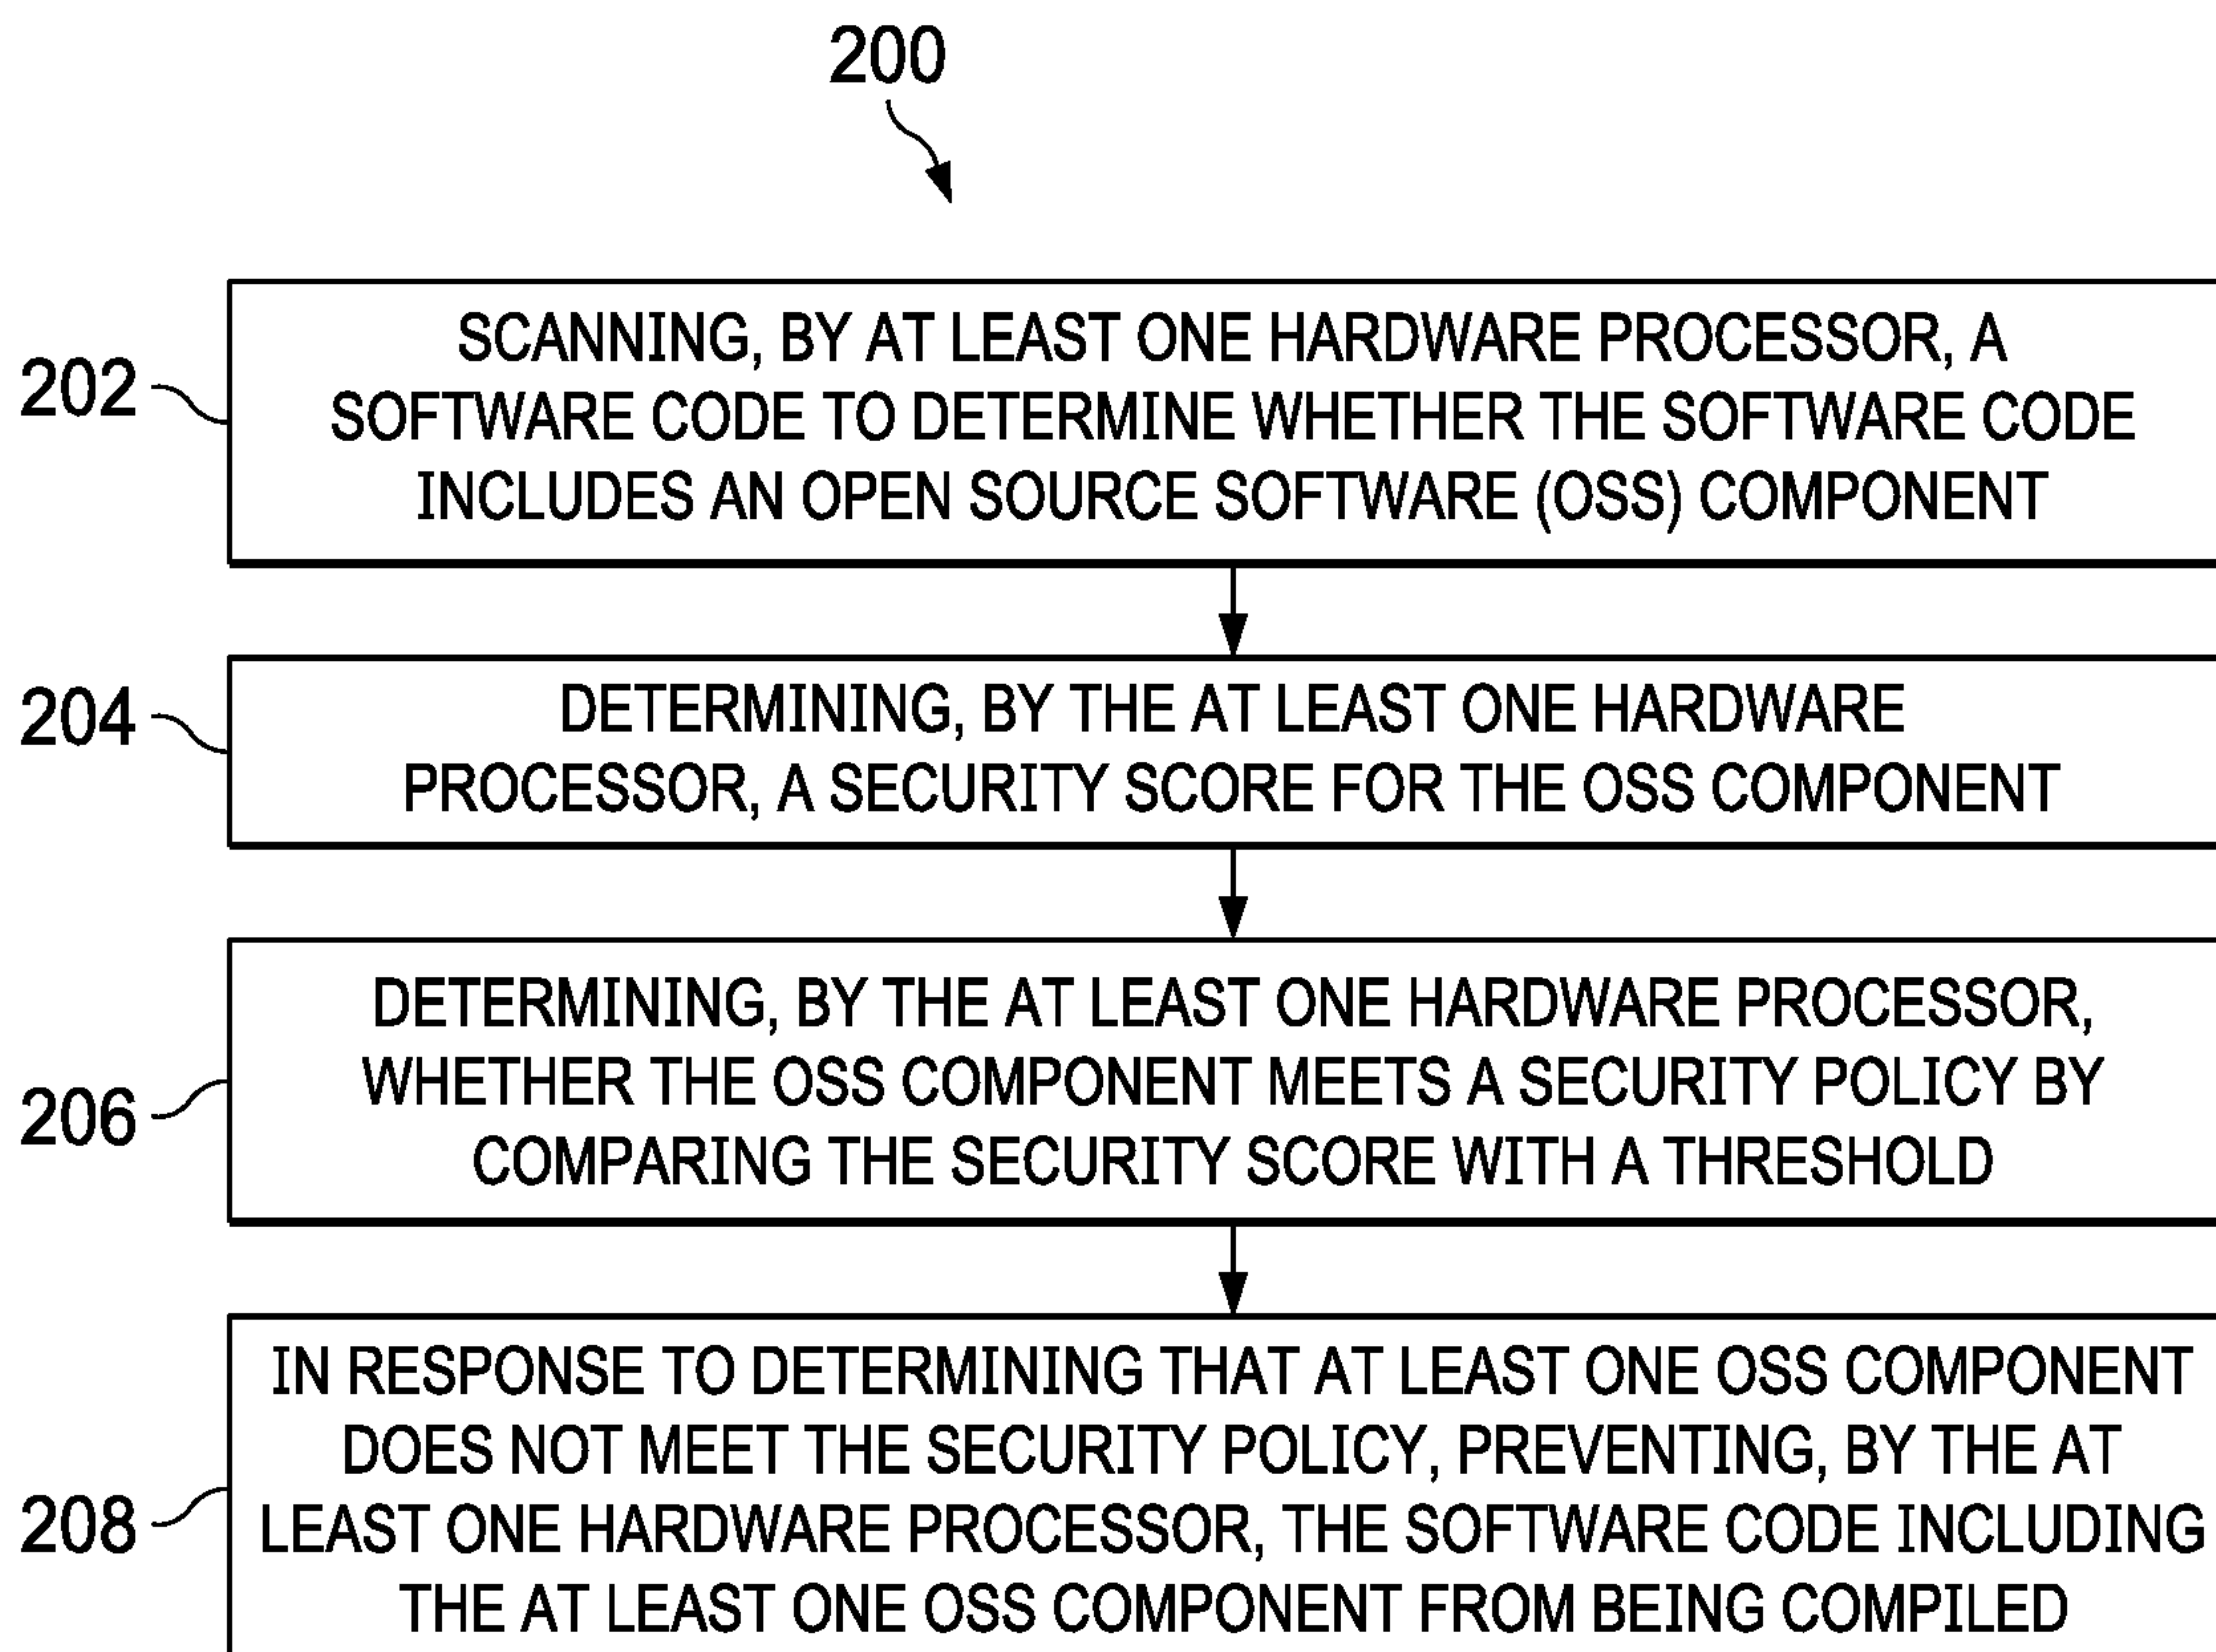 200
202
SCANNING, BY AT LEAST ONE HARDWARE PROCESSOR, A
SOFTWARE CODE TO DETERMINE WHETHER THE SOFTWARE CODE
INCLUDES AN OPEN SOURCE SOFTWARE (OSS) COMPONENT
204
DETERMINING, BY THE AT LEAST ONE HARDWARE
PROCESSOR, A SECURITY SCORE FOR THE OSS COMPONENT
206
DETERMINING, BY THE AT LEAST ONE HARDWARE PROCESSOR,
WHETHER THE OSS COMPONENT MEETS A SECURITY POLICY BY
COMPARING THE SECURITY SCORE WITH A THRESHOLD
208
IN RESPONSE TO DETERMINING THAT AT LEAST ONE OSS COMPONENT
DOES NOT MEET THE SECURITY POLICY, PREVENTING, BY THE AT
LEAST ONE HARDWARE PROCESSOR, THE SOFTWARE CODE INCLUDING
THE AT LEAST ONE OSS COMPONENT FROM BEING COMPILED